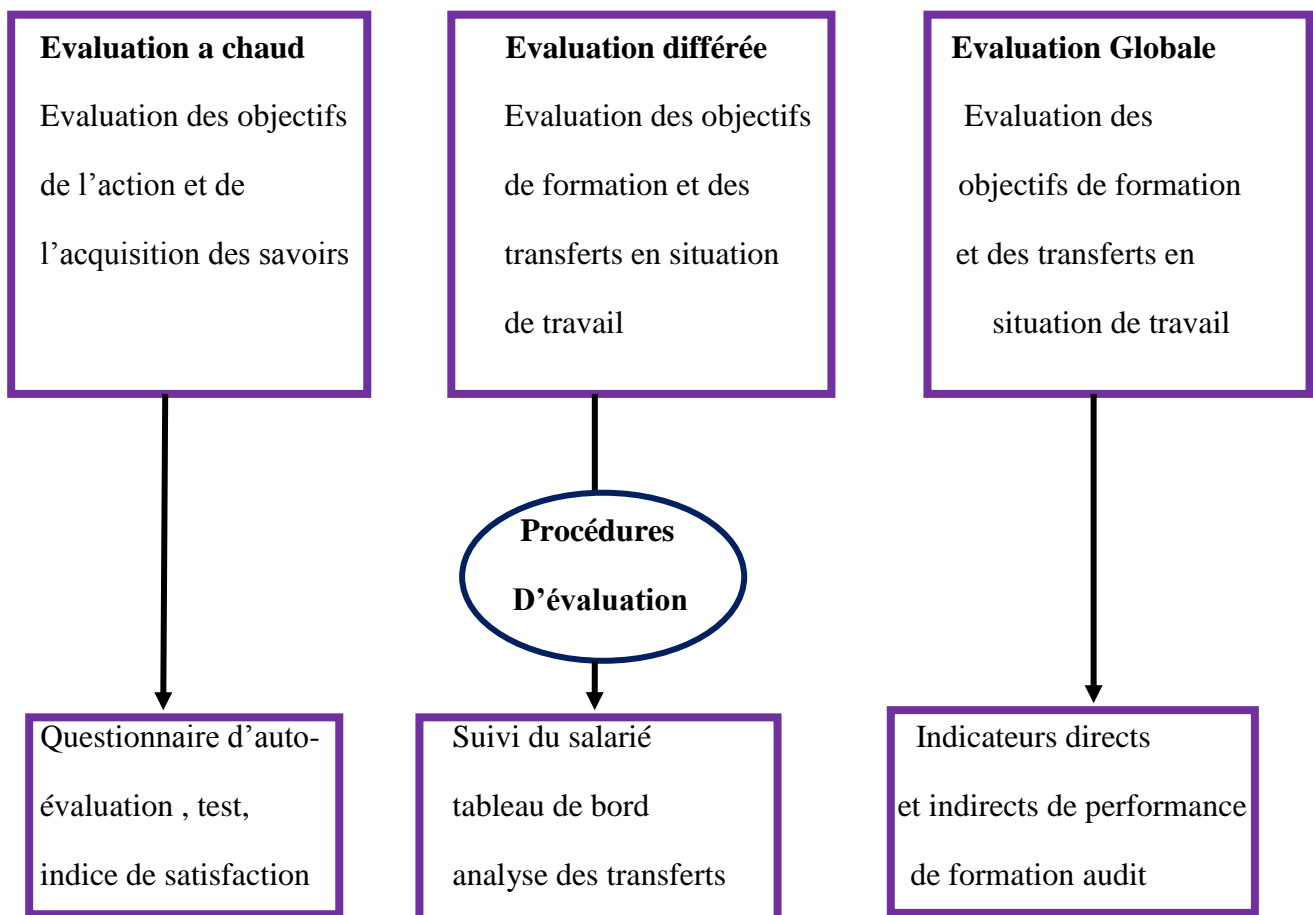 Evaluation a chaud
Evaluation des objectifs
de l’action et de
l’acquisition des savoirs
Evaluation différée
Evaluation des objectifs
de formation et des
transferts en situation
de travail
Evaluation Globale
Evaluation des
objectifs de formation
et des transferts en
situation de travail
Procédures
D’évaluation
Questionnaire d’auto-
évaluation , test,
indice de satisfaction
Suivi du salarié
tableau de bord
analyse des transferts
Indicateurs directs
et indirects de performance
de formation audit